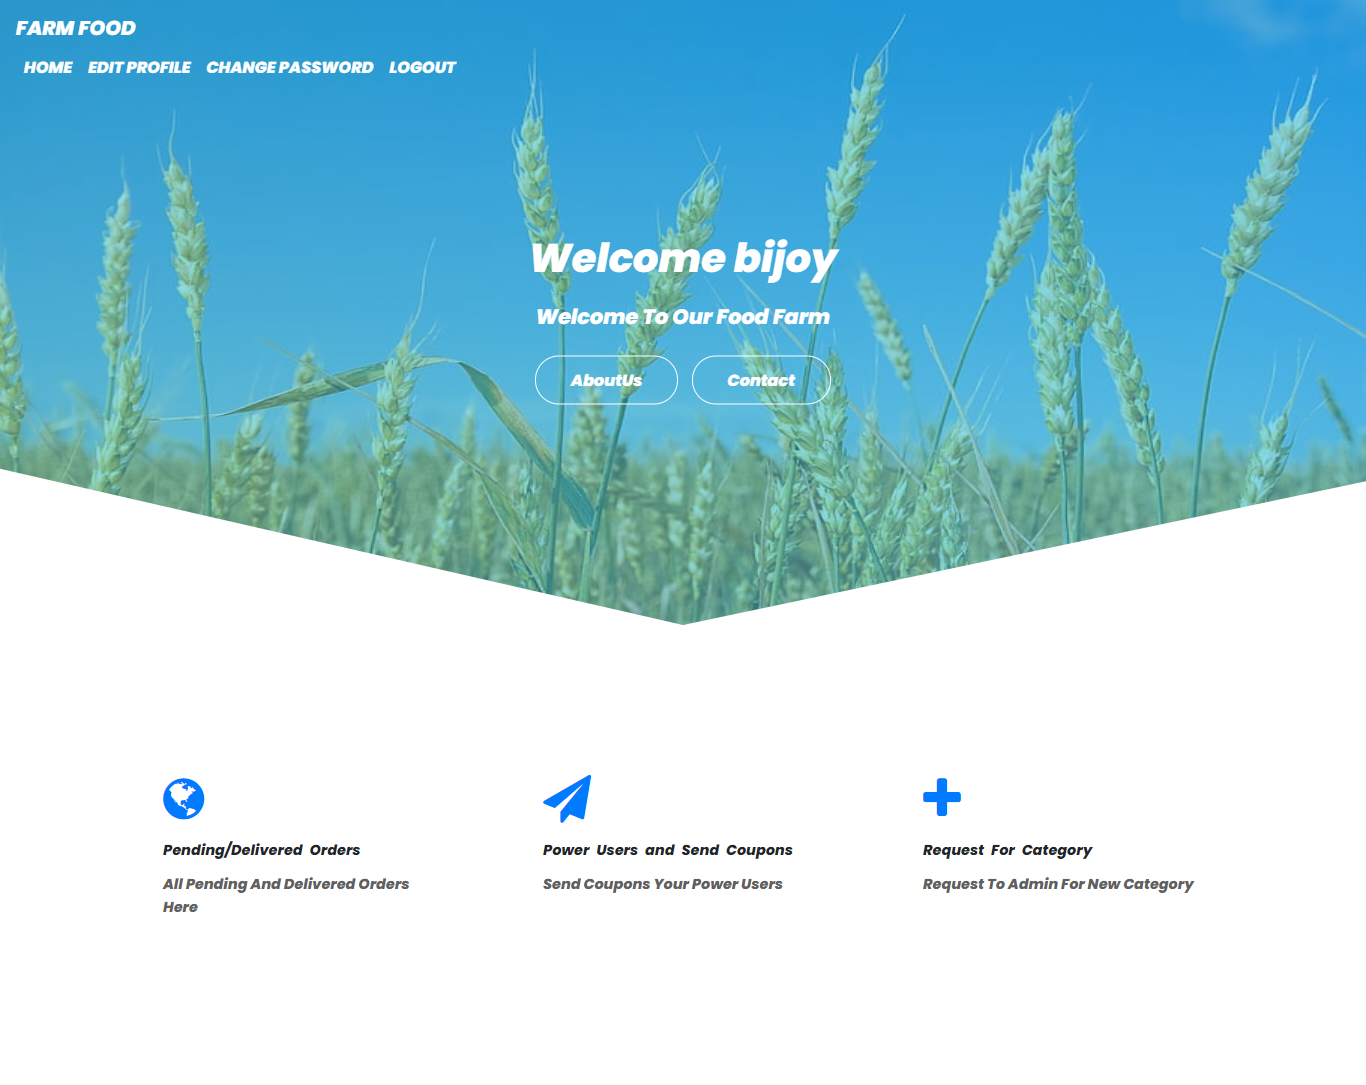 FARM FOOD
HOME EDIT PROFILE CHANGE PASSWORD LOGOUT
Welcome bijoy
Welcome To Our Food Farm
AboutUs Contact
Pending/Delivered Orders
All Pending And Delivered Orders
Here
Power Users and Send Coupons
Send Coupons Your Power Users
Request For Category
Request To Admin For New Category